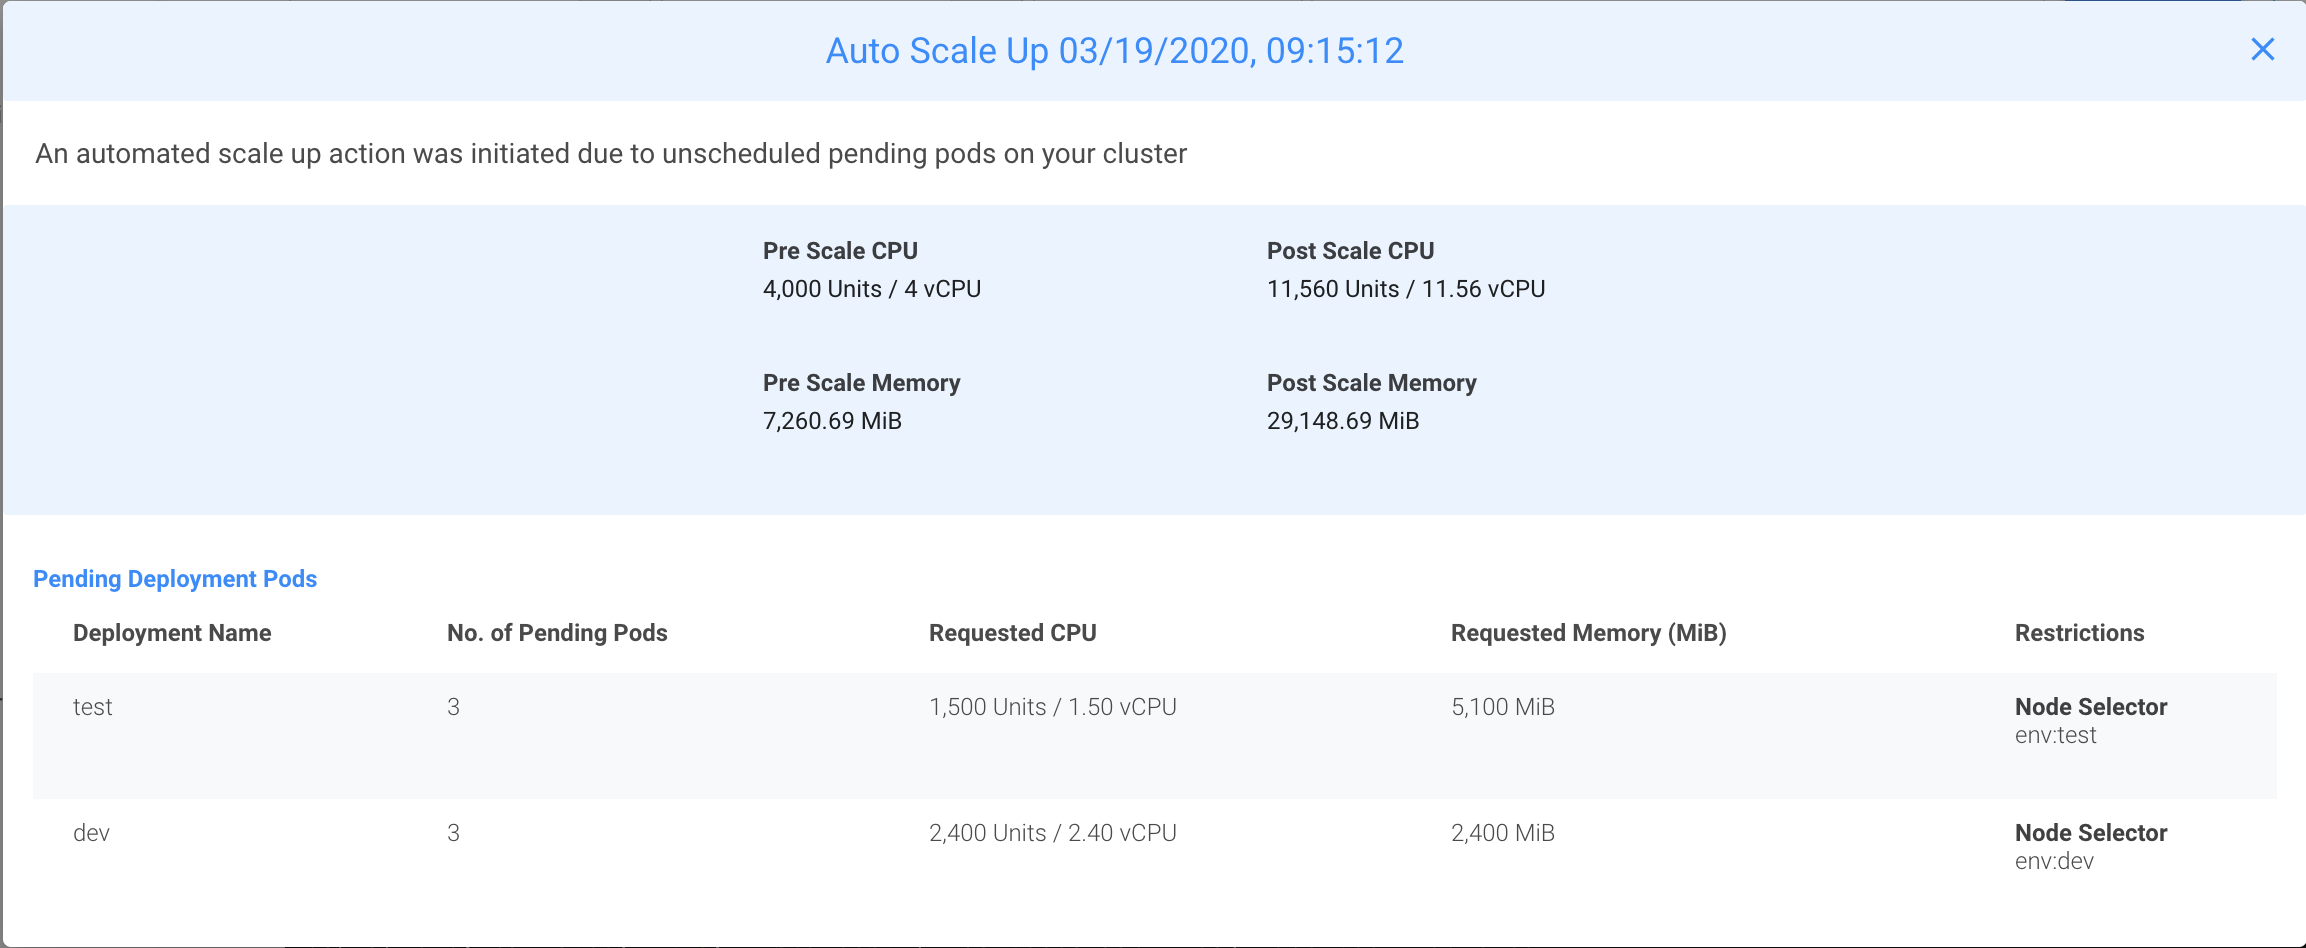 Auto Scale Up 03/19/2020, 09:15:12
An automated scale up action was initiated due to unscheduled pending pods on your cluster
Pre Scale CPU Post Scale CPU
4,000 Units / 4 vCPU 11,560 Units / 11.56 vCPU
Pre Scale Memory Post Scale Memory
7,260.69 MiB 29,148.69 MiB
Pending Deployment Pods
Deployment Name No. of Pending Pods Requested CPU Requested Memory (MiB) Restrictions
test 3 1,500 Units / 1.50 vCPU 5,100 MiB Node Selector
env:test
dev 3 2,400 Units / 2.40 vCPU 2,400 MiB Node Selector
env:dev